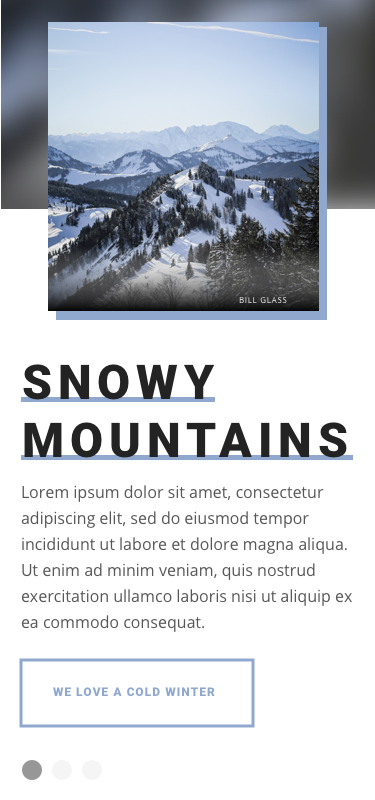 BILL GLASS
SNOWY
MOUNTAINS
Lorem ipsum dolor sit amet, consectetur
adipiscing elit, sed do eiusmod tempor
incididunt ut labore et dolore magna aliqua.
Ut enim ad minim veniam, quis nostrud
exercitation ullamco laboris nisi ut aliquip ex
ea commodo consequat.
WE LOVE A COLD WINTER